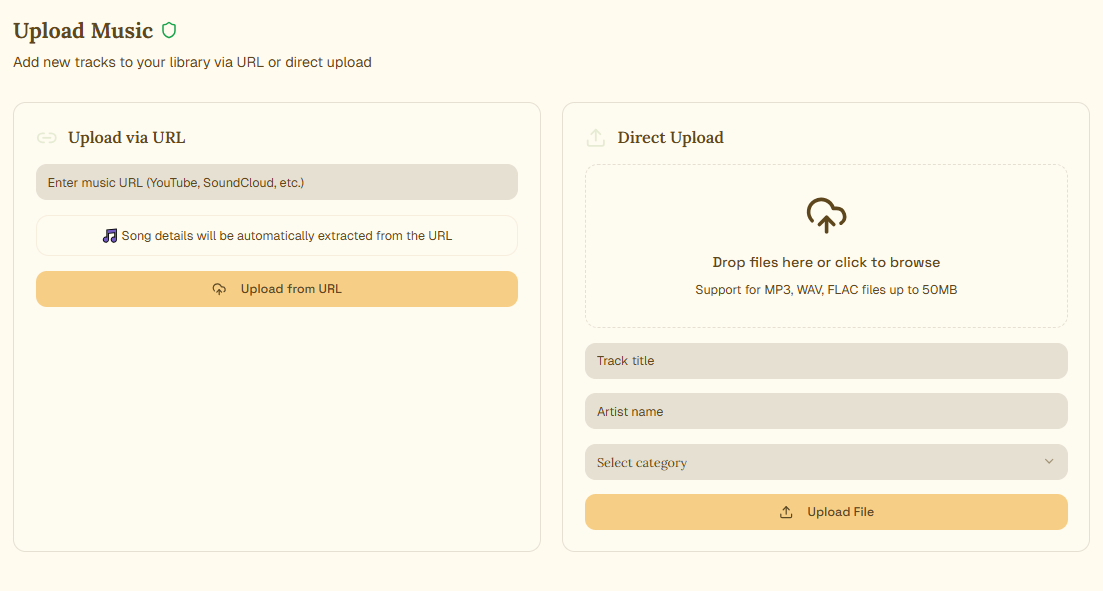 Upload Music
Add new tracks to your library via URL or direct upload
Upload via URL
Enter music URL (YouTube, SoundCloud, etc.)
🎵 Song details will be automatically extracted from the URL
Upload from URL
Direct Upload
Drop files here or click to browse
Support for MP3, WAV, FLAC files up to 50MB
Track title
Artist name
Select category
Upload File